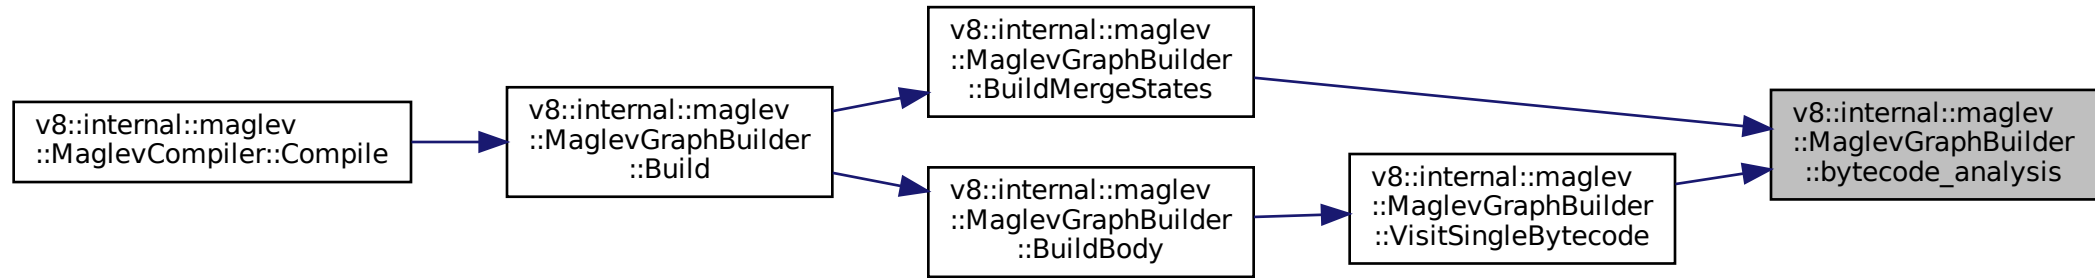 v8::internal::maglev
::MaglevCompiler::Compile
v8::internal::maglev
::MaglevGraphBuilder
::Build
v8::internal::maglev
::MaglevGraphBuilder
::BuildMergeStates
v8::internal::maglev
::MaglevGraphBuilder
::BuildBody
v8::internal::maglev
::MaglevGraphBuilder
::VisitSingleBytecode
v8::internal::maglev
::MaglevGraphBuilder
::bytecode_analysis